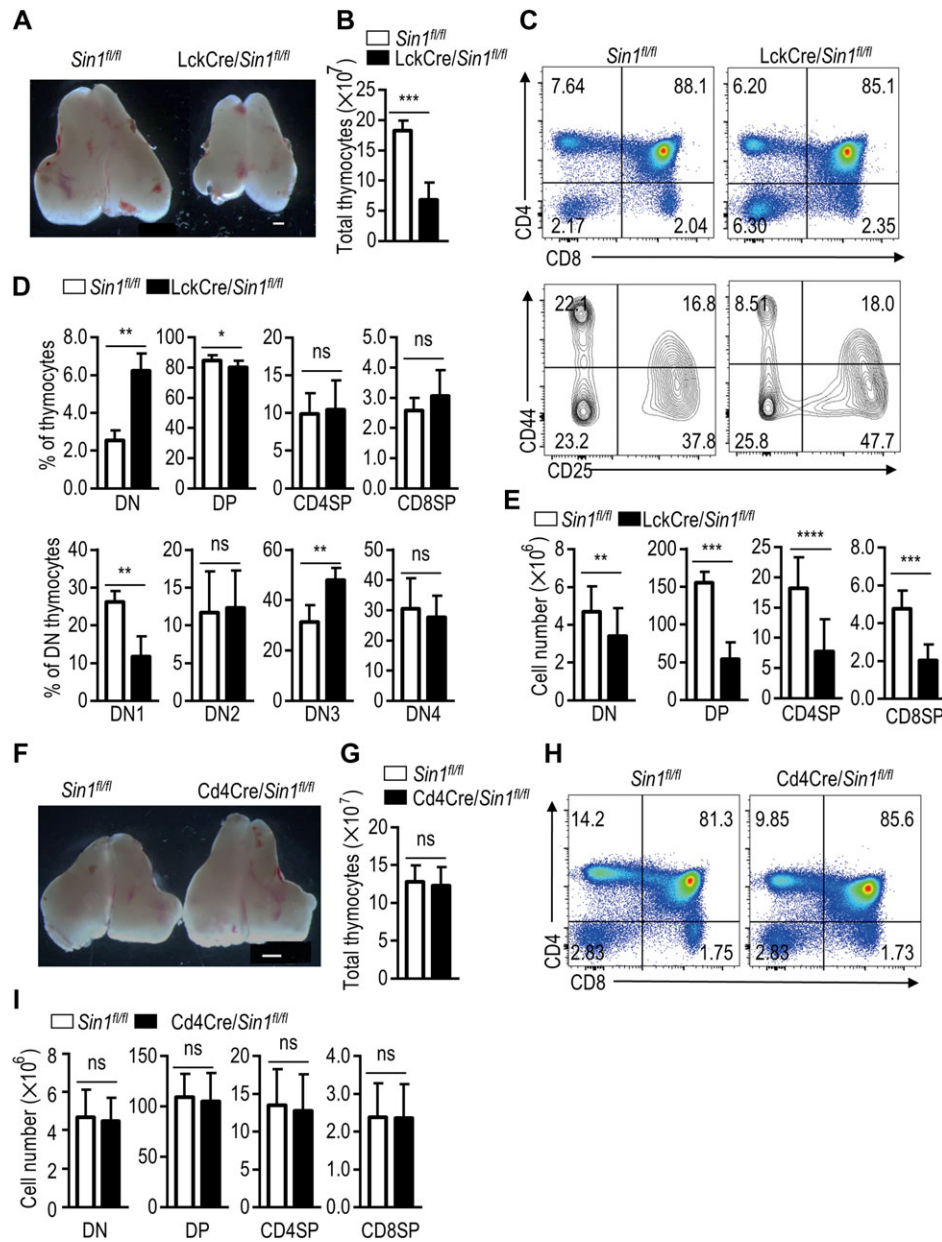 A
Sin1fl/fl
LckCre/Sin1fl/fl
B
Sin1fl/fl
LckCre/Sin1fl/fl
Total thymocytes (×10⁷)
25
20
15
10
5
0
***
C
Sin1fl/fl
LckCre/Sin1fl/fl
7.64
88.1
2.17
2.04
6.20
85.1
6.30
2.35
CD4
CD8
22.1
16.8
23.2
37.8
8.51
18.0
25.8
47.7
CD44
CD25
D
Sin1fl/fl
LckCre/Sin1fl/fl
% of thymocytes
8.0
6.0
4.0
2.0
0.0
**
DN
100
80
60
40
20
0
*
DP
20
15
10
5
0
ns
CD4SP
5.0
4.0
3.0
2.0
1.0
0.0
ns
CD8SP
% of DN thymocytes
40
30
20
10
0
**
DN1
20
15
10
5
0
ns
DN2
60
40
20
0
**
DN3
50
40
30
20
10
0
ns
DN4
E
Sin1fl/fl
LckCre/Sin1fl/fl
Cell number (×10⁶)
8
6
4
2
0
**
DN
200
150
100
50
0
***
DP
25
20
15
10
5
0
****
CD4SP
8.0
6.0
4.0
2.0
0.0
***
CD8SP
F
Sin1fl/fl
Cd4Cre/Sin1fl/fl
G
Sin1fl/fl
Cd4Cre/Sin1fl/fl
Total thymocytes (×10⁷)
20
15
10
5
0
ns
H
Sin1fl/fl
Cd4Cre/Sin1fl/fl
14.2
81.3
2.83
1.75
9.85
85.6
2.83
1.73
CD4
CD8
I
Sin1fl/fl
Cd4Cre/Sin1fl/fl
Cell number (×10⁶)
8
6
4
2
0
ns
DN
150
100
50
0
ns
DP
20
15
10
5
0
ns
CD4SP
4.0
3.0
2.0
1.0
0.0
ns
CD8SP